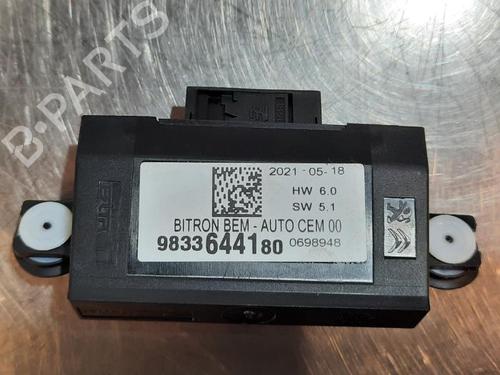 2021-05-18
HW 6.0
SW 5.1
BITRON BEM - AUTO CEM 00
9833644180 0698948
B-PARTS